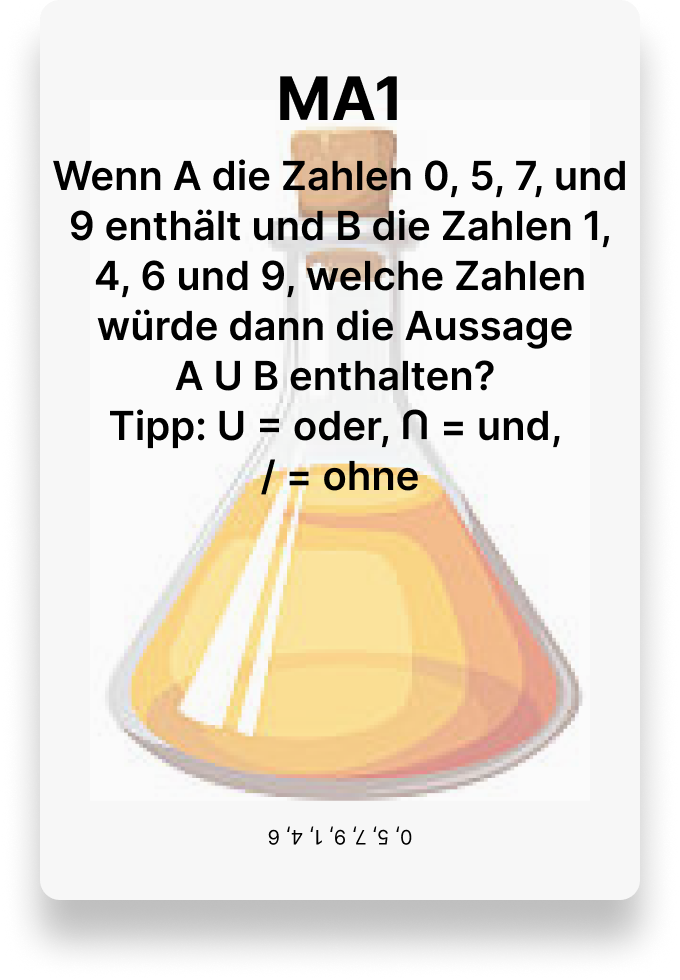 MA1
Wenn A die Zahlen 0, 5, 7, und
9 enthält und B die Zahlen 1,
4, 6 und 9, welche Zahlen
würde dann die Aussage
A U B enthalten?
Tipp: U = oder, ∩ = und,
/ = ohne
0, 5, 7, 9, 1, 4, 6